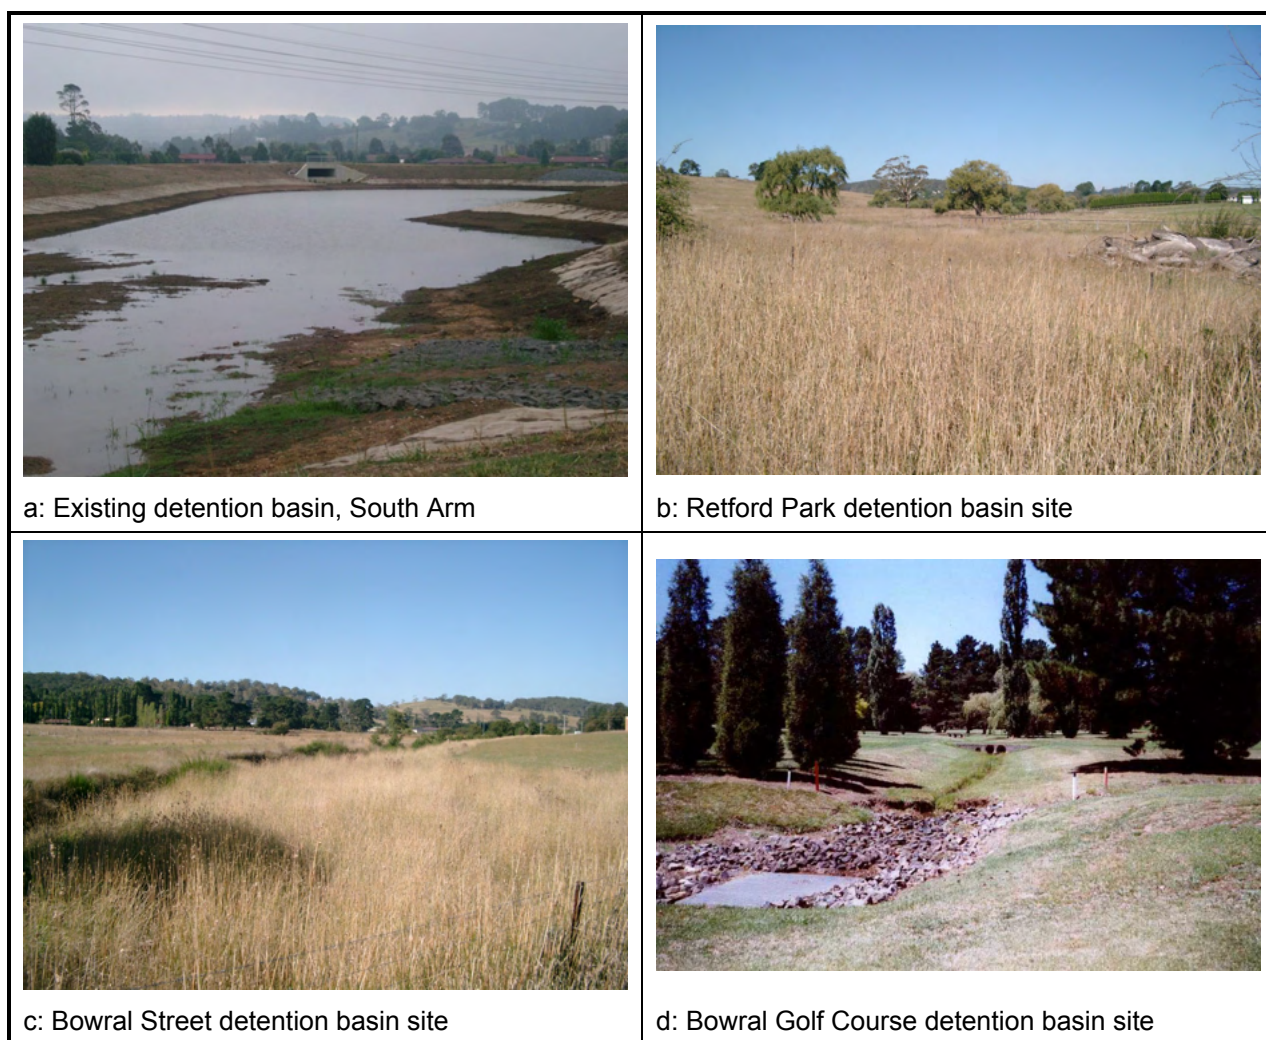 a: Existing detention basin, South Arm
b: Retford Park detention basin site
c: Bowral Street detention basin site
d: Bowral Golf Course detention basin site